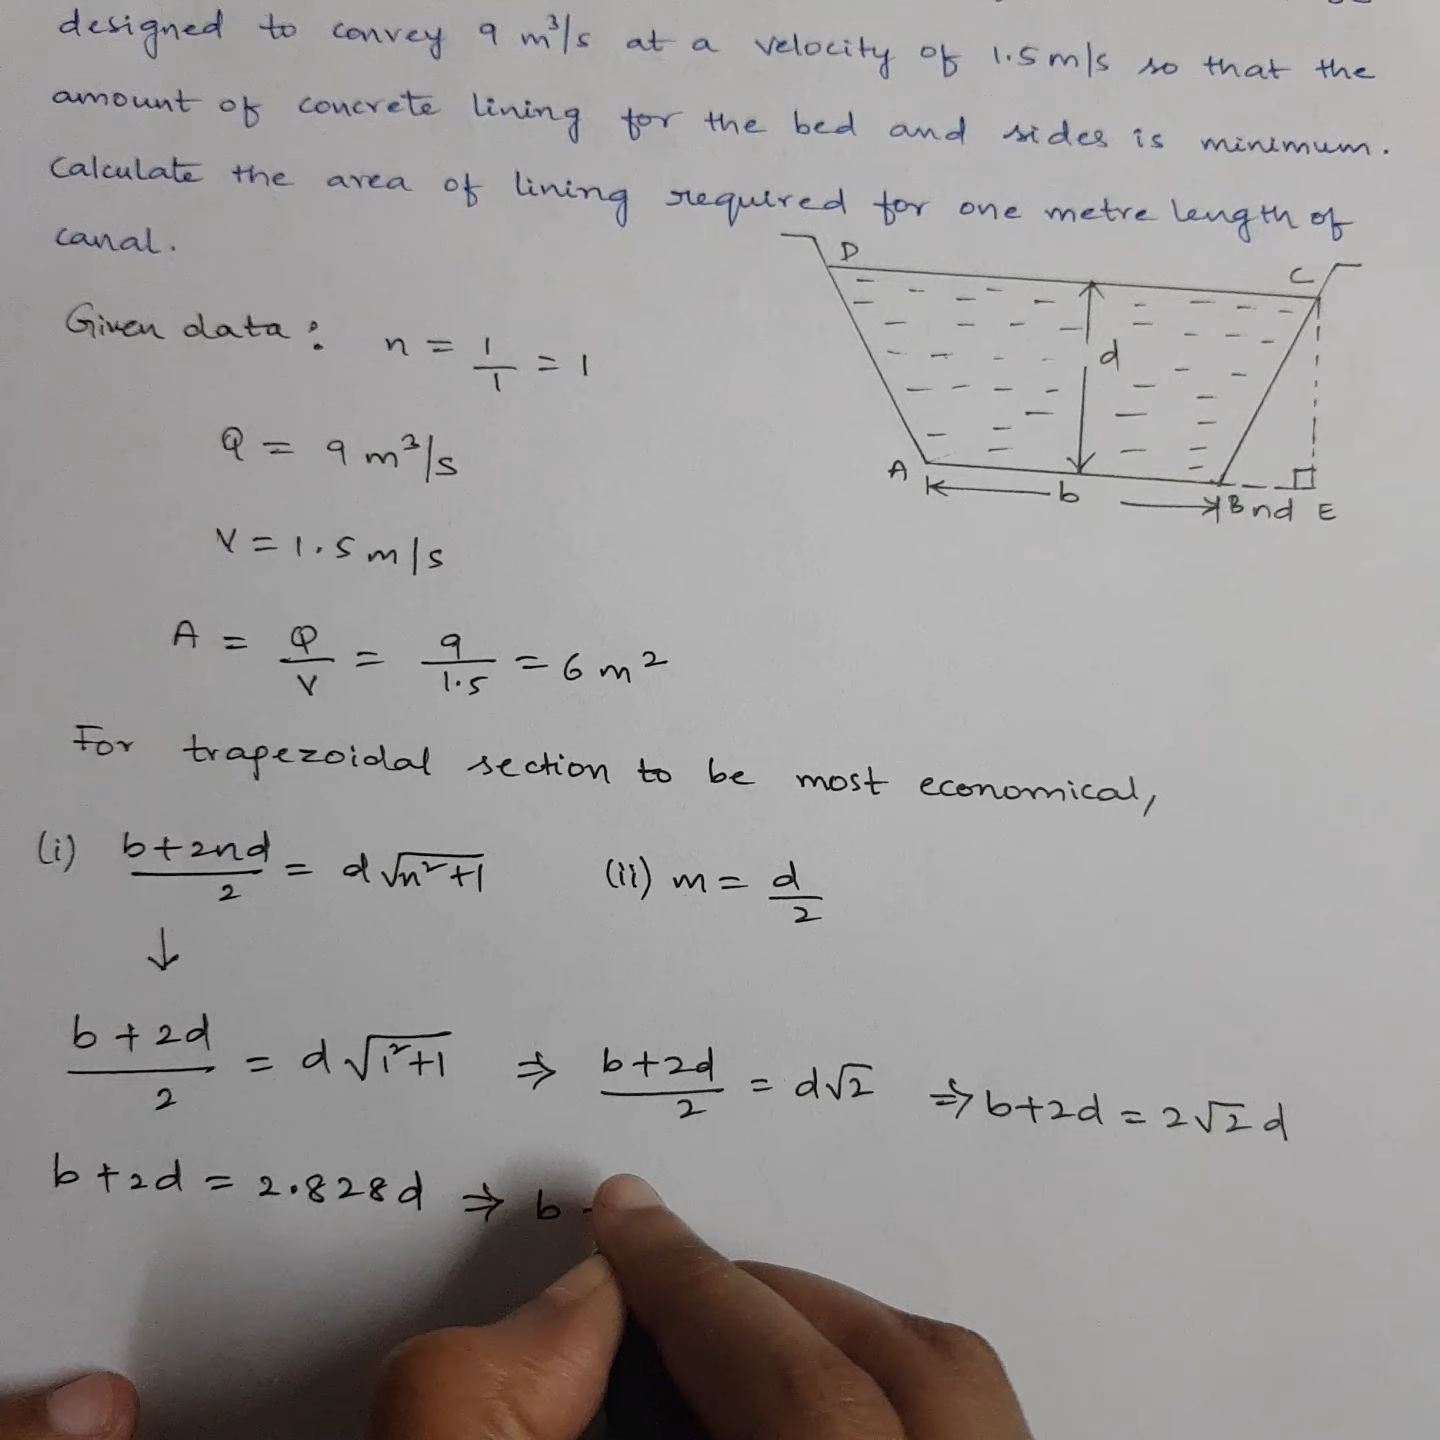 designed to convey 9 m³/s at a velocity of 1.5 m/s so that the
amount of concrete lining for the bed and sides is minimum.
Calculate the area of lining required for one metre length of
canal.
D
C
d
A
b
B nd E
Given data : n = 1/1 = 1
Q = 9 m³/s
V = 1.5 m/s
A = Q/V = 9/1.5 = 6 m²
For trapezoidal section to be most economical,
(i) (b+2nd)/2 = d√(n²+1) (ii) m = d/2
↓
(b+2d)/2 = d√(1²+1) ⇒ (b+2d)/2 = d√2 ⇒ b+2d = 2√2 d
b+2d = 2.828d ⇒ b